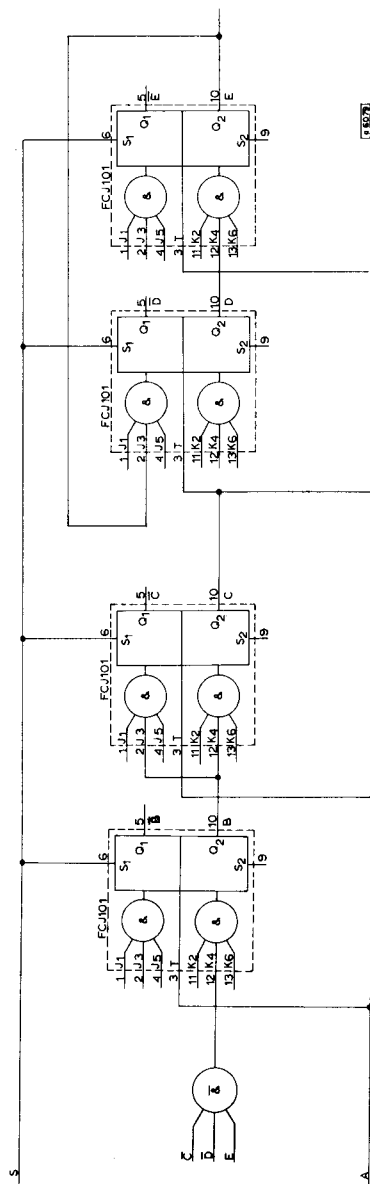 S
FCJ101
1 J1
2 J3
4 J5
3 T
11 K2
12 K4
13 K6
6
S1
Q1
5 B̅
Q2
10 B
S2
9
&
&
FCJ101
1 J1
2 J3
4 J5
3 T
11 K2
12 K4
13 K6
6
S1
Q1
5 C̅
Q2
10 C
S2
9
&
&
FCJ101
1 J1
2 J3
4 J5
3 T
11 K2
12 K4
13 K6
6
S1
Q1
5 D̅
Q2
10 D
S2
9
&
&
FCJ101
1 J1
2 J3
4 J5
3 T
11 K2
12 K4
13 K6
6
S1
Q1
5 E̅
Q2
10 E
S2
9
&
&
C̅
D̅
E
&
A